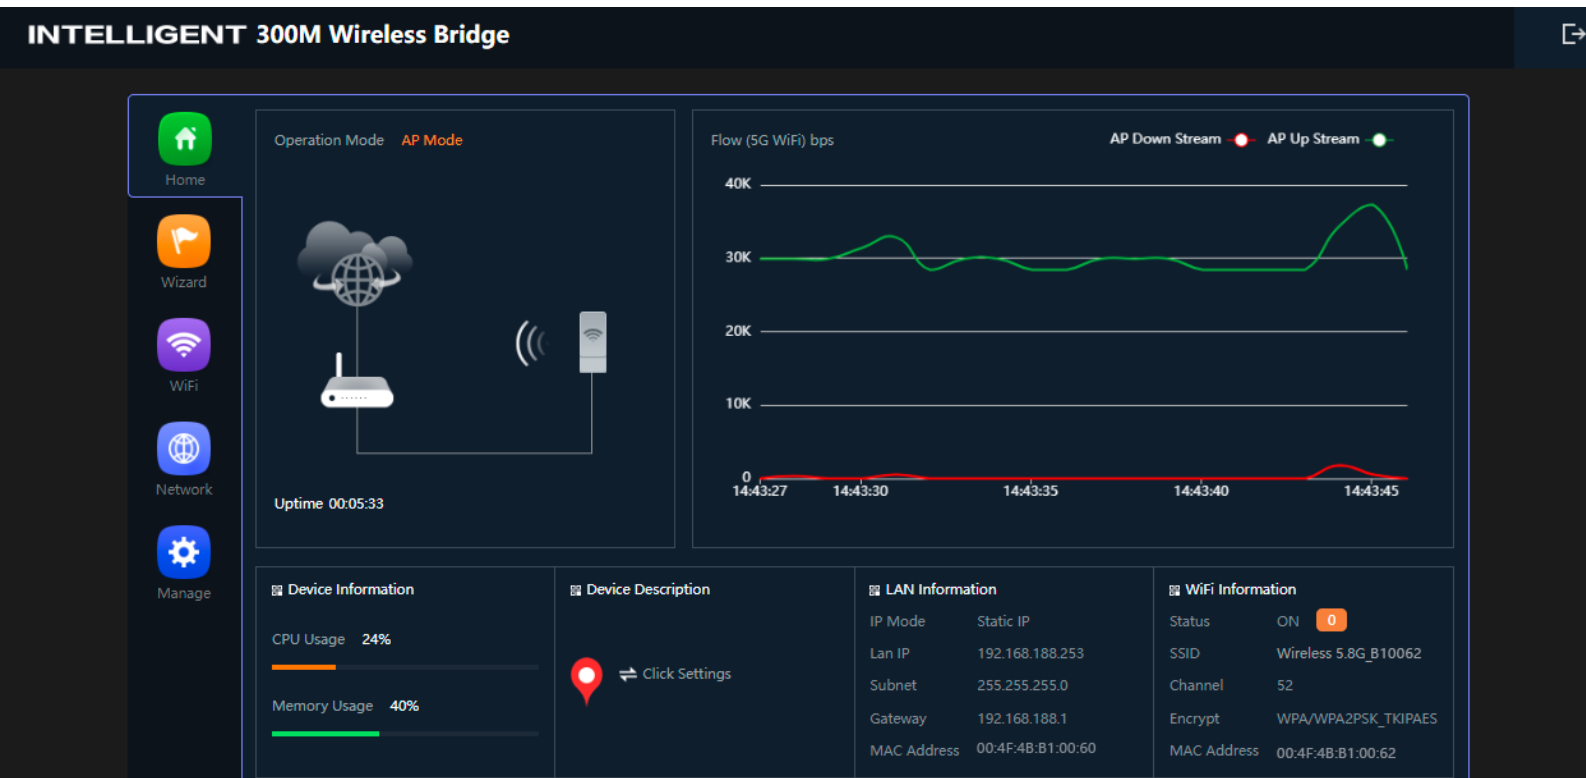 INTELLIGENT 300M Wireless Bridge
Home
Wizard
WiFi
Network
Manage
Operation Mode AP Mode
Uptime 00:05:33
Flow (5G WiFi) bps
AP Down Stream AP Up Stream
40K
30K
20K
10K
0
14:43:27 14:43:30 14:43:35 14:43:40 14:43:45
Device Information
CPU Usage 24%
Memory Usage 40%
Device Description
Click Settings
LAN Information
IP Mode Static IP
Lan IP 192.168.188.253
Subnet 255.255.255.0
Gateway 192.168.188.1
MAC Address 00:4F:4B:B1:00:60
WiFi Information
Status ON 0
SSID Wireless 5.8G_B10062
Channel 52
Encrypt WPA/WPA2PSK_TKIPAES
MAC Address 00:4F:4B:B1:00:62